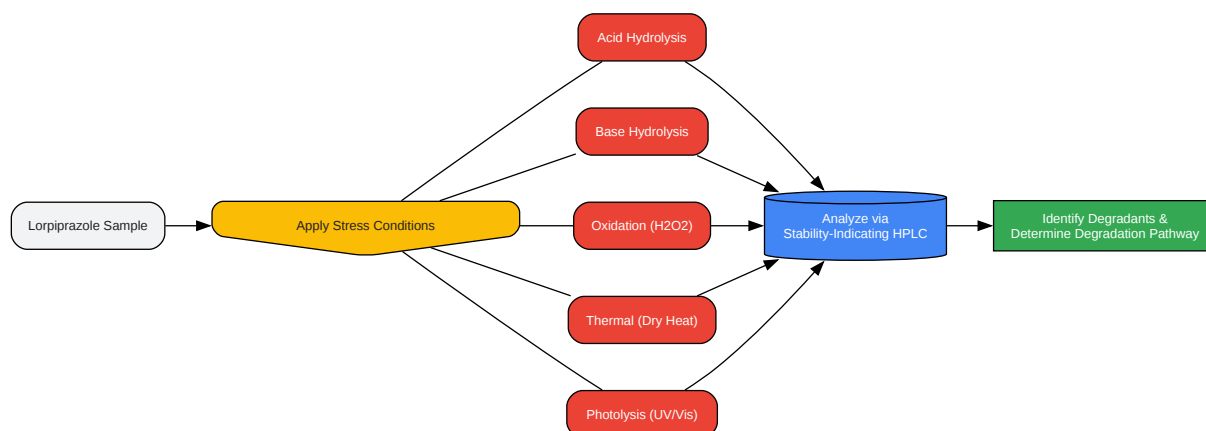 Lorpiprazole Sample
Apply Stress Conditions
Acid Hydrolysis
Base Hydrolysis
Oxidation (H2O2)
Thermal (Dry Heat)
Photolysis (UV/Vis)
Analyze via
Stability-Indicating HPLC
Identify Degradants &
Determine Degradation Pathway